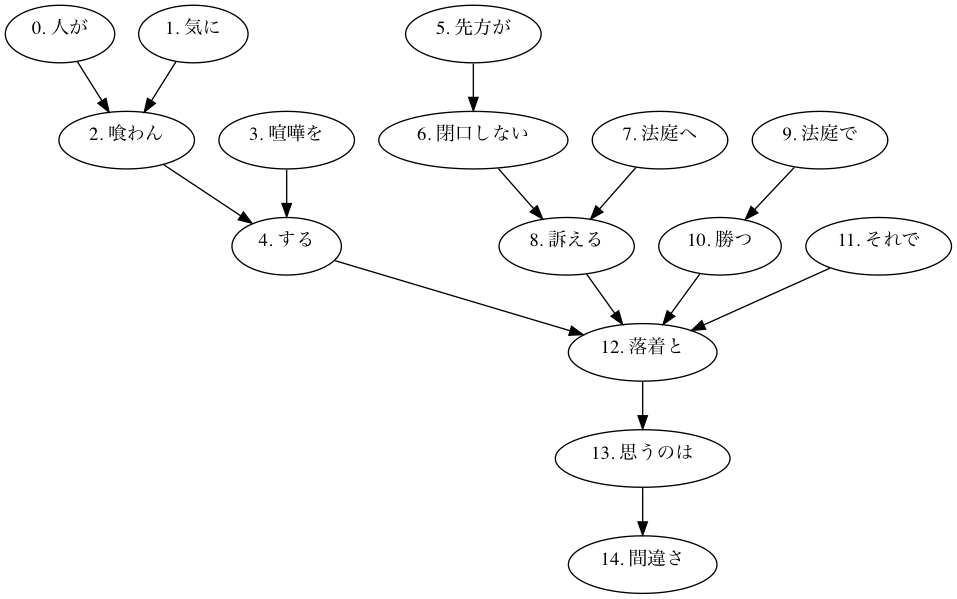 0. 人が
1. 気に
5. 先方が
2. 喰わん
3. 喧嘩を
6. 閉口しない
7. 法庭へ
9. 法庭で
4. する
8. 訴える
10. 勝つ
11. それで
12. 落着と
13. 思うのは
14. 間違さ